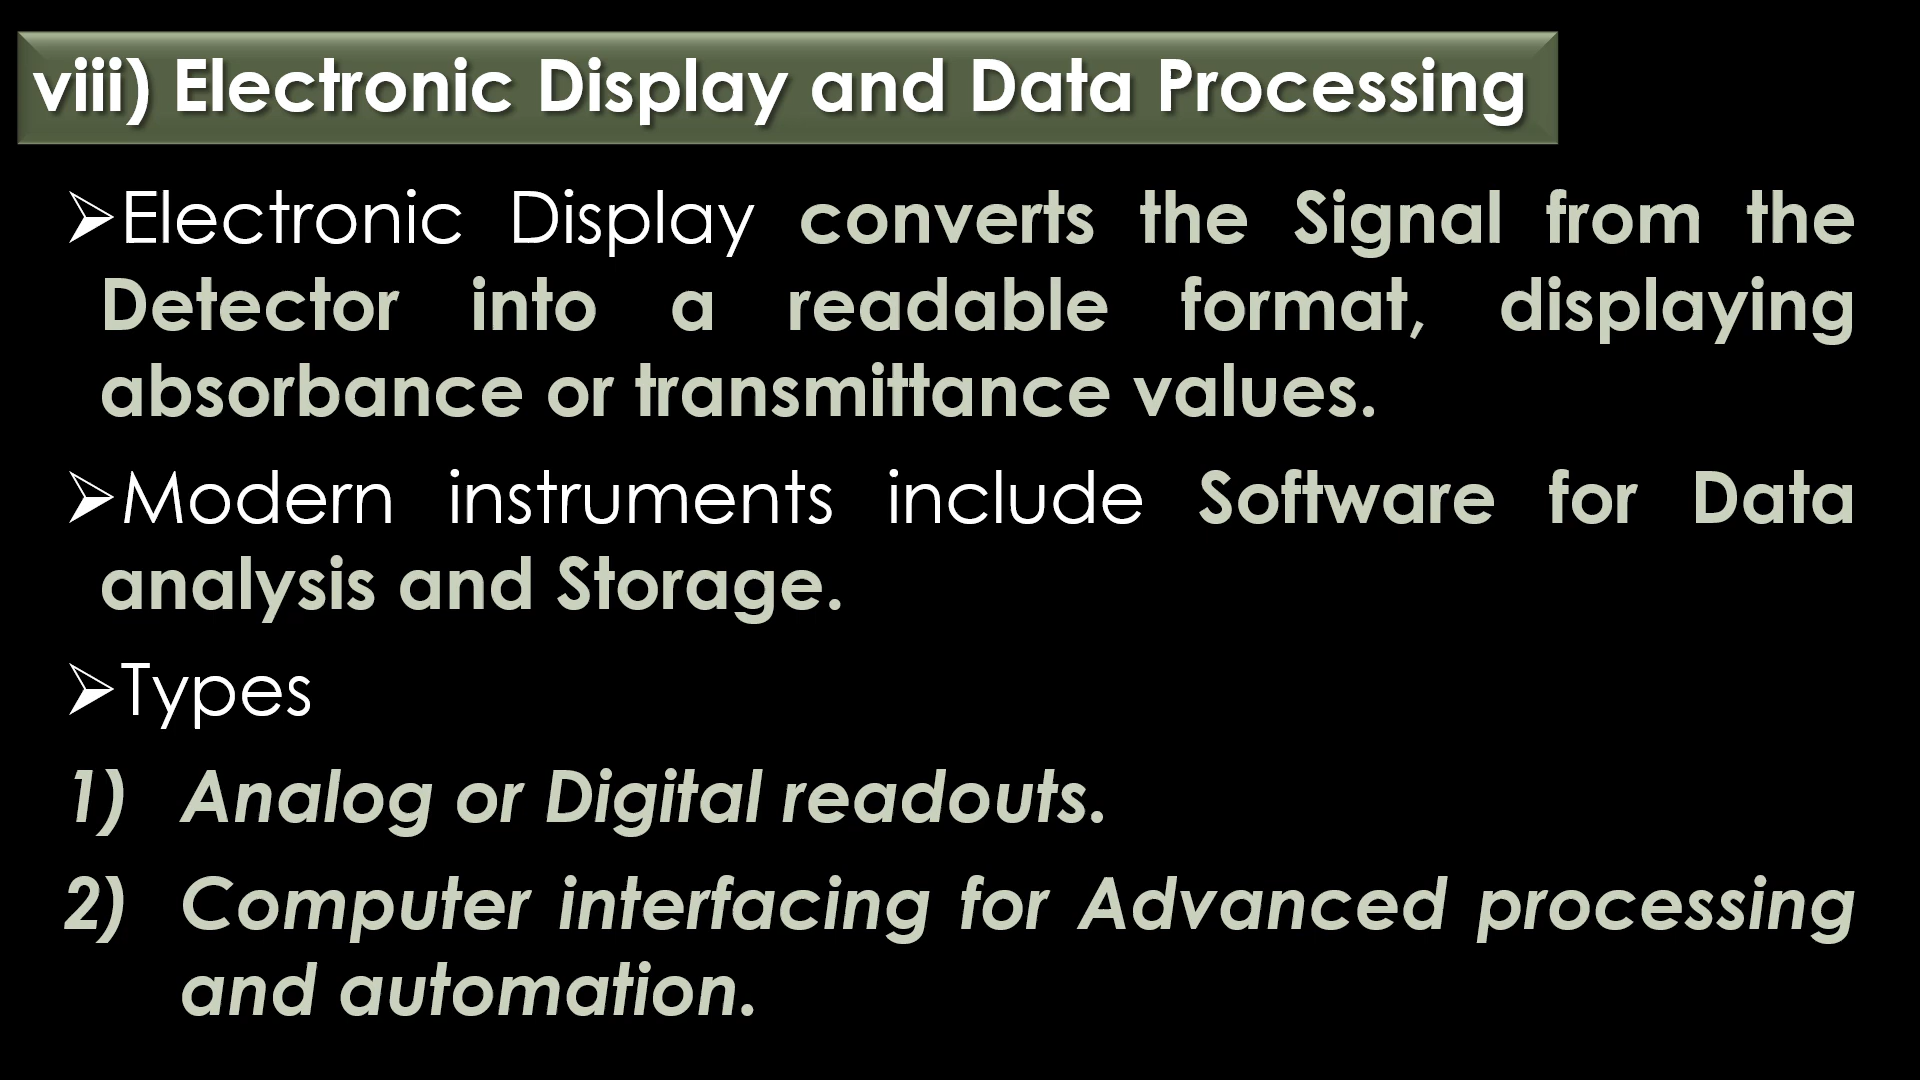 viii) Electronic Display and Data Processing
➢Electronic Display converts the Signal from the
Detector into a readable format, displaying
absorbance or transmittance values.
➢Modern instruments include Software for Data
analysis and Storage.
➢Types
1) Analog or Digital readouts.
2) Computer interfacing for Advanced processing
and automation.